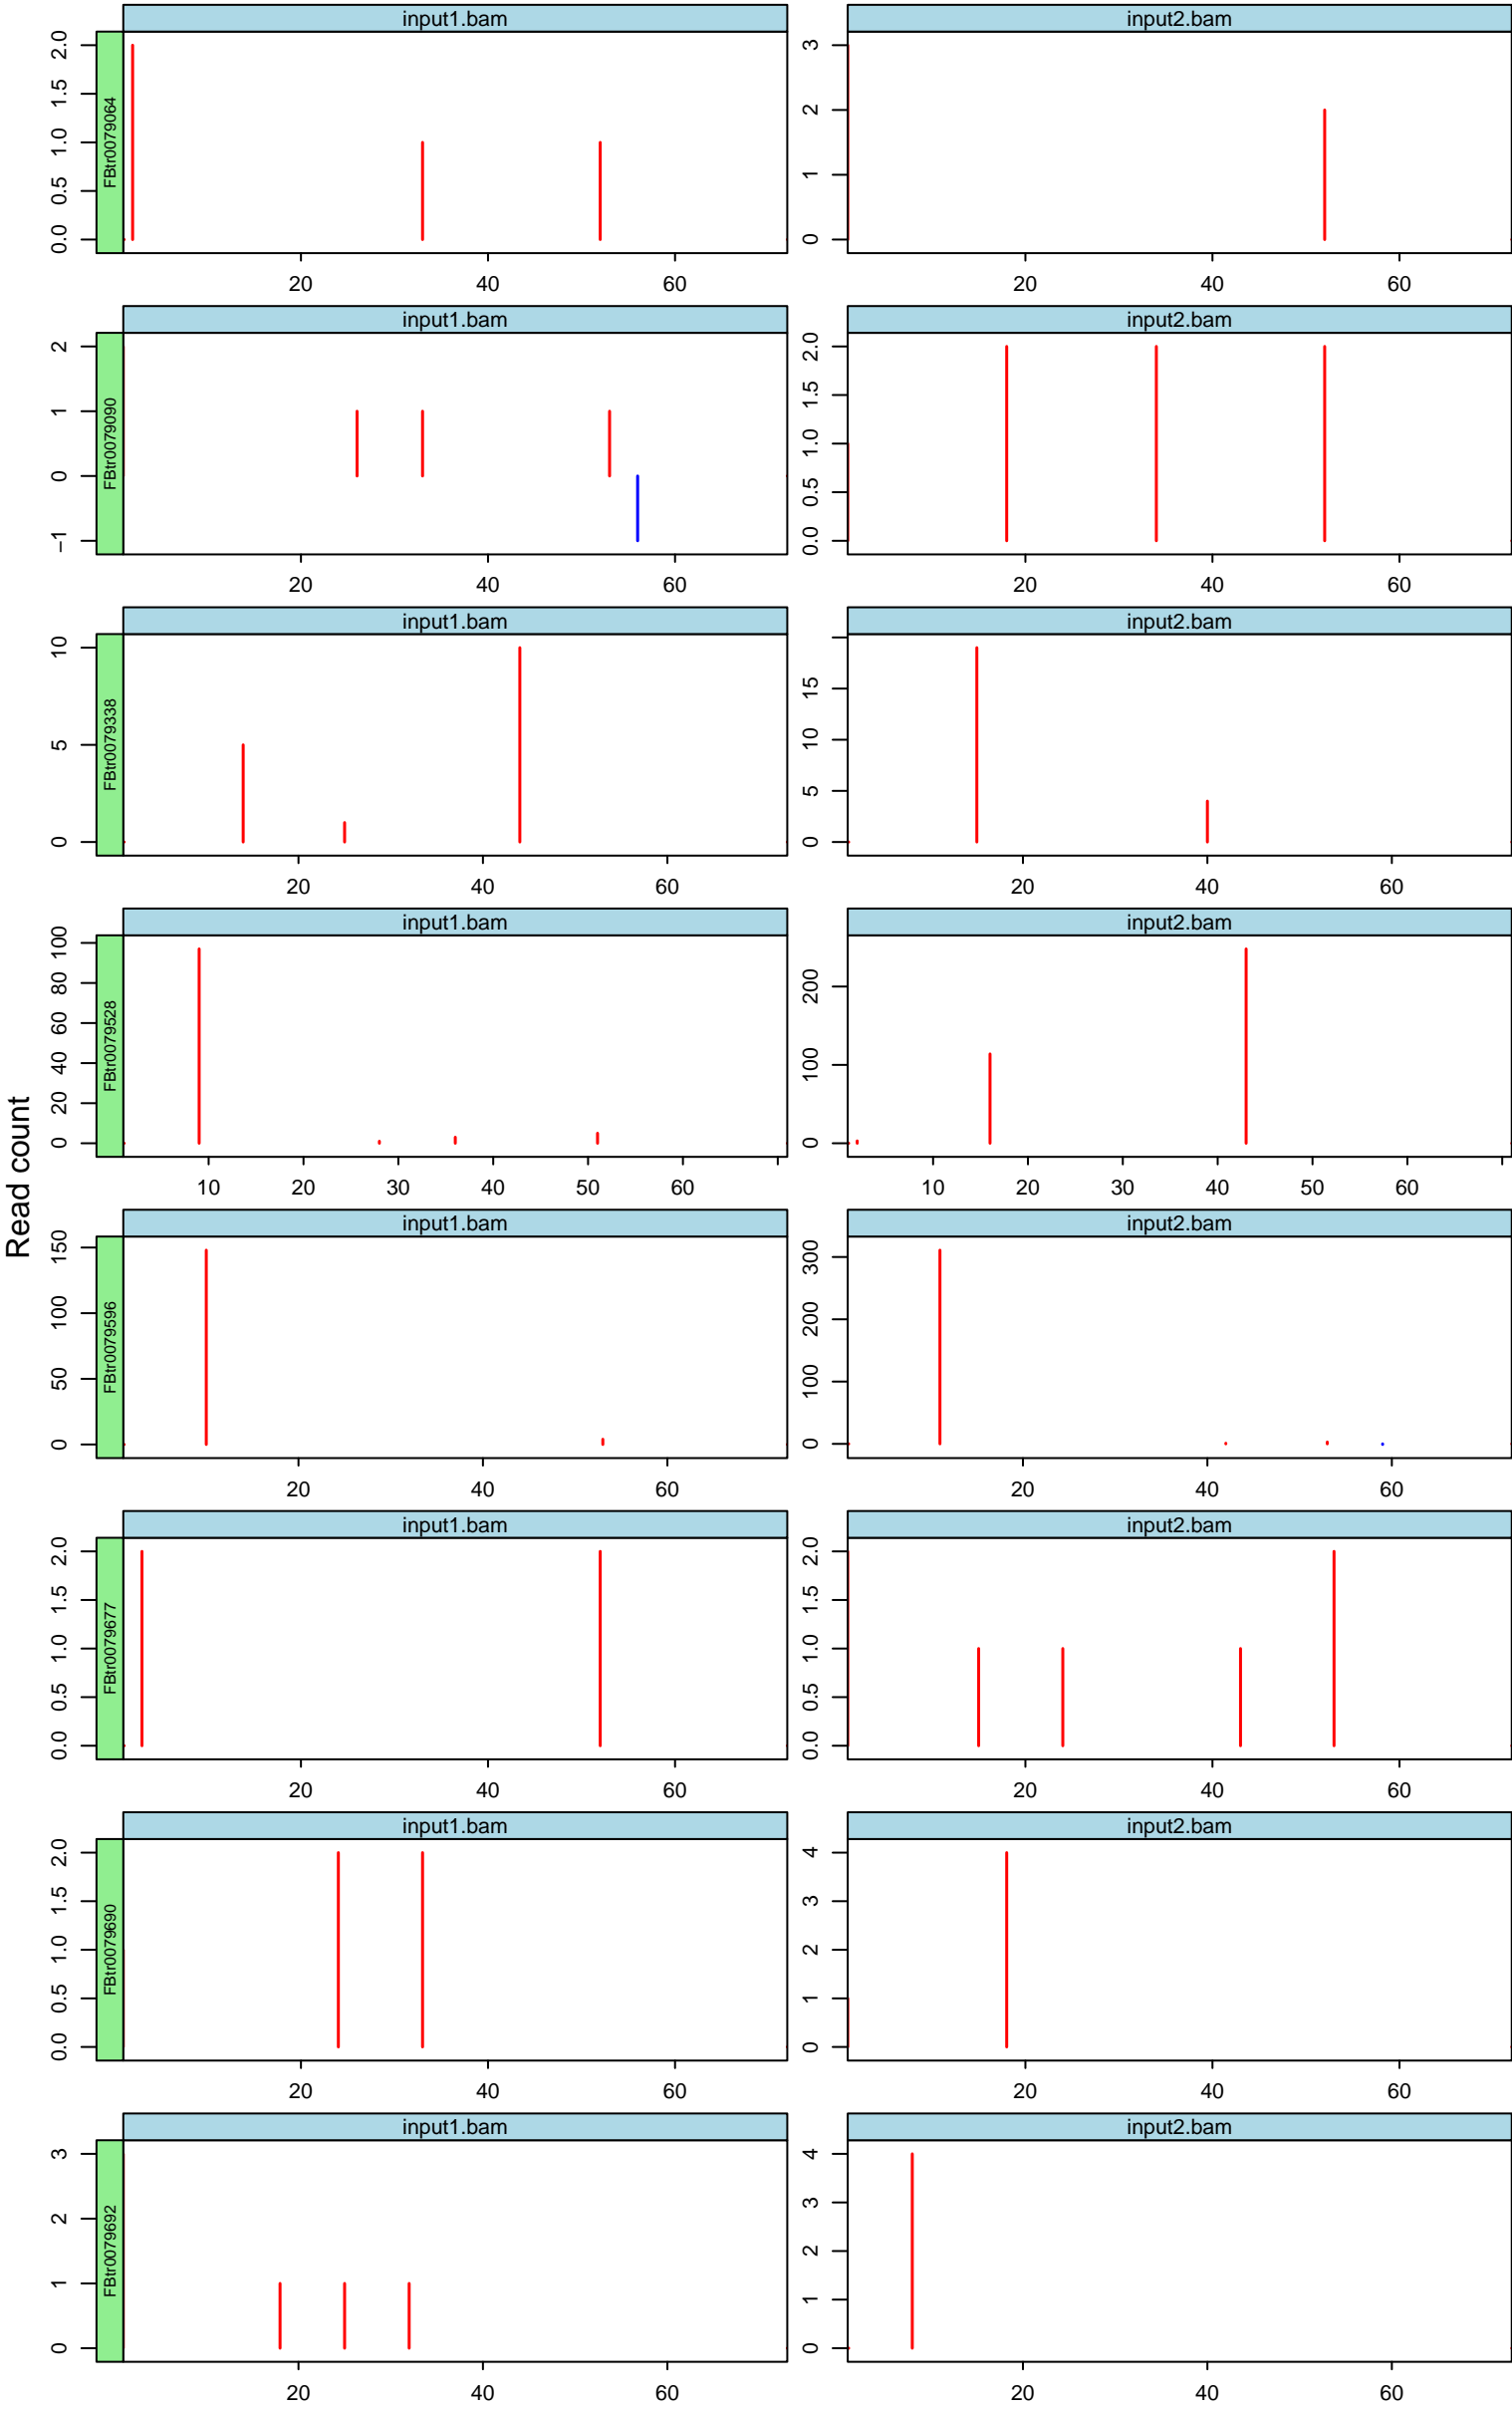 Read count
input1.bam input2.bam
FBtr0079064
0.0 0.5 1.0 1.5 2.0
0 1 2 3
20 40 60 20 40 60
input1.bam input2.bam
FBtr0079090
−1 0 1 2
0.0 0.5 1.0 1.5 2.0
20 40 60 20 40 60
input1.bam input2.bam
FBtr0079338
0 5 10
0 5 10 15
20 40 60 20 40 60
input1.bam input2.bam
FBtr0079528
0 20 40 60 80 100
0 100 200
10 20 30 40 50 60 10 20 30 40 50 60
input1.bam input2.bam
FBtr0079596
0 50 100 150
0 100 200 300
20 40 60 20 40 60
input1.bam input2.bam
FBtr0079677
0.0 0.5 1.0 1.5 2.0
0.0 0.5 1.0 1.5 2.0
20 40 60 20 40 60
input1.bam input2.bam
FBtr0079690
0.0 0.5 1.0 1.5 2.0
0 1 2 3 4
20 40 60 20 40 60
input1.bam input2.bam
FBtr0079692
0 1 2 3
0 1 2 3 4
20 40 60 20 40 60